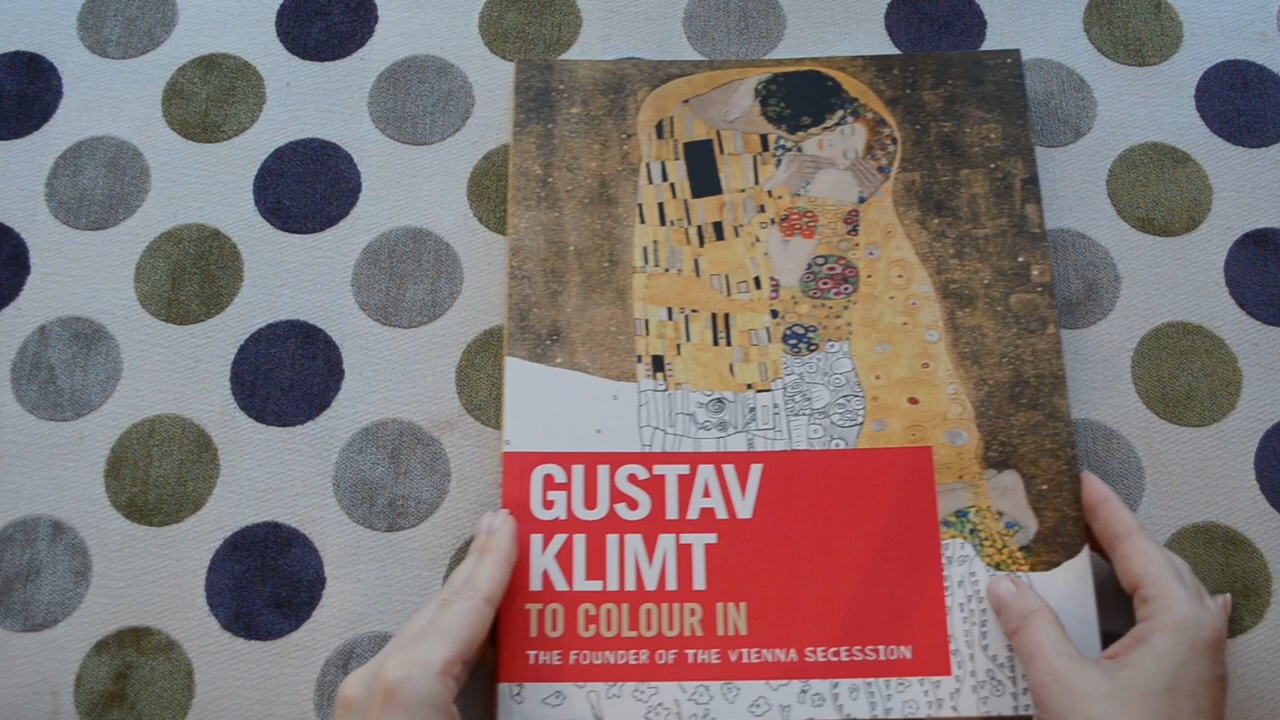 GUSTAV
KLIMT
TO COLOUR IN
THE FOUNDER OF THE VIENNA SECESSION